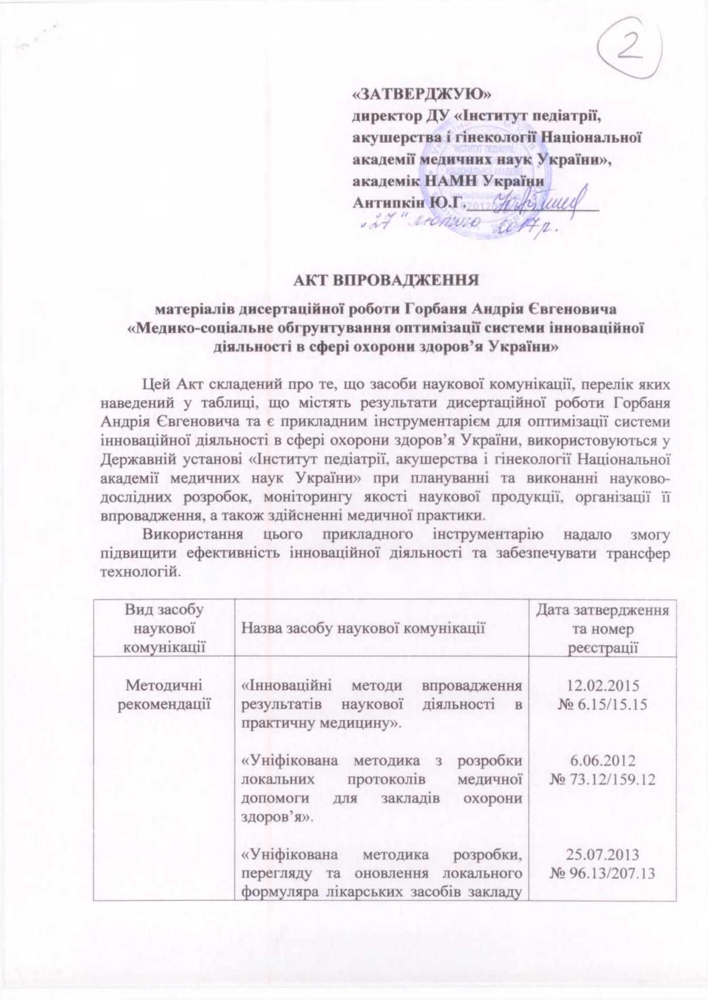 2
«ЗАТВЕРДЖУЮ»
директор ДУ «Інститут педіатрії,
акушерства і гінекології Національної
академії медичних наук України»,
академік НАМН України
Антипкін Ю.Г.
„27" лютого 2017р.
АКТ ВПРОВАДЖЕННЯ
матеріалів дисертаційної роботи Горбаня Андрія Євгеновича
«Медико-соціальне обгрунтування оптимізації системи інноваційної
діяльності в сфері охорони здоров’я України»
Цей Акт складений про те, що засоби наукової комунікації, перелік яких
наведений у таблиці, що містять результати дисертаційної роботи Горбаня
Андрія Євгеновича та є прикладним інструментарієм для оптимізації системи
інноваційної діяльності в сфері охорони здоров’я України, використовуються у
Державній установі «Інститут педіатрії, акушерства і гінекології Національної
академії медичних наук України» при плануванні та виконанні науково-
дослідних розробок, моніторингу якості наукової продукції, організації її
впровадження, а також здійсненні медичної практики.
Використання цього прикладного інструментарію надало змогу
підвищити ефективність інноваційної діяльності та забезпечувати трансфер
технологій.
Вид засобу
наукової
комунікації
Назва засобу наукової комунікації
Дата затвердження
та номер
реєстрації
Методичні
рекомендації
«Інноваційні методи впровадження
результатів наукової діяльності в
практичну медицину».
12.02.2015
№ 6.15/15.15
«Уніфікована методика з розробки
локальних протоколів медичної
допомоги для закладів охорони
здоров’я».
6.06.2012
№ 73.12/159.12
«Уніфікована методика розробки,
перегляду та оновлення локального
формуляра лікарських засобів закладу
25.07.2013
№ 96.13/207.13